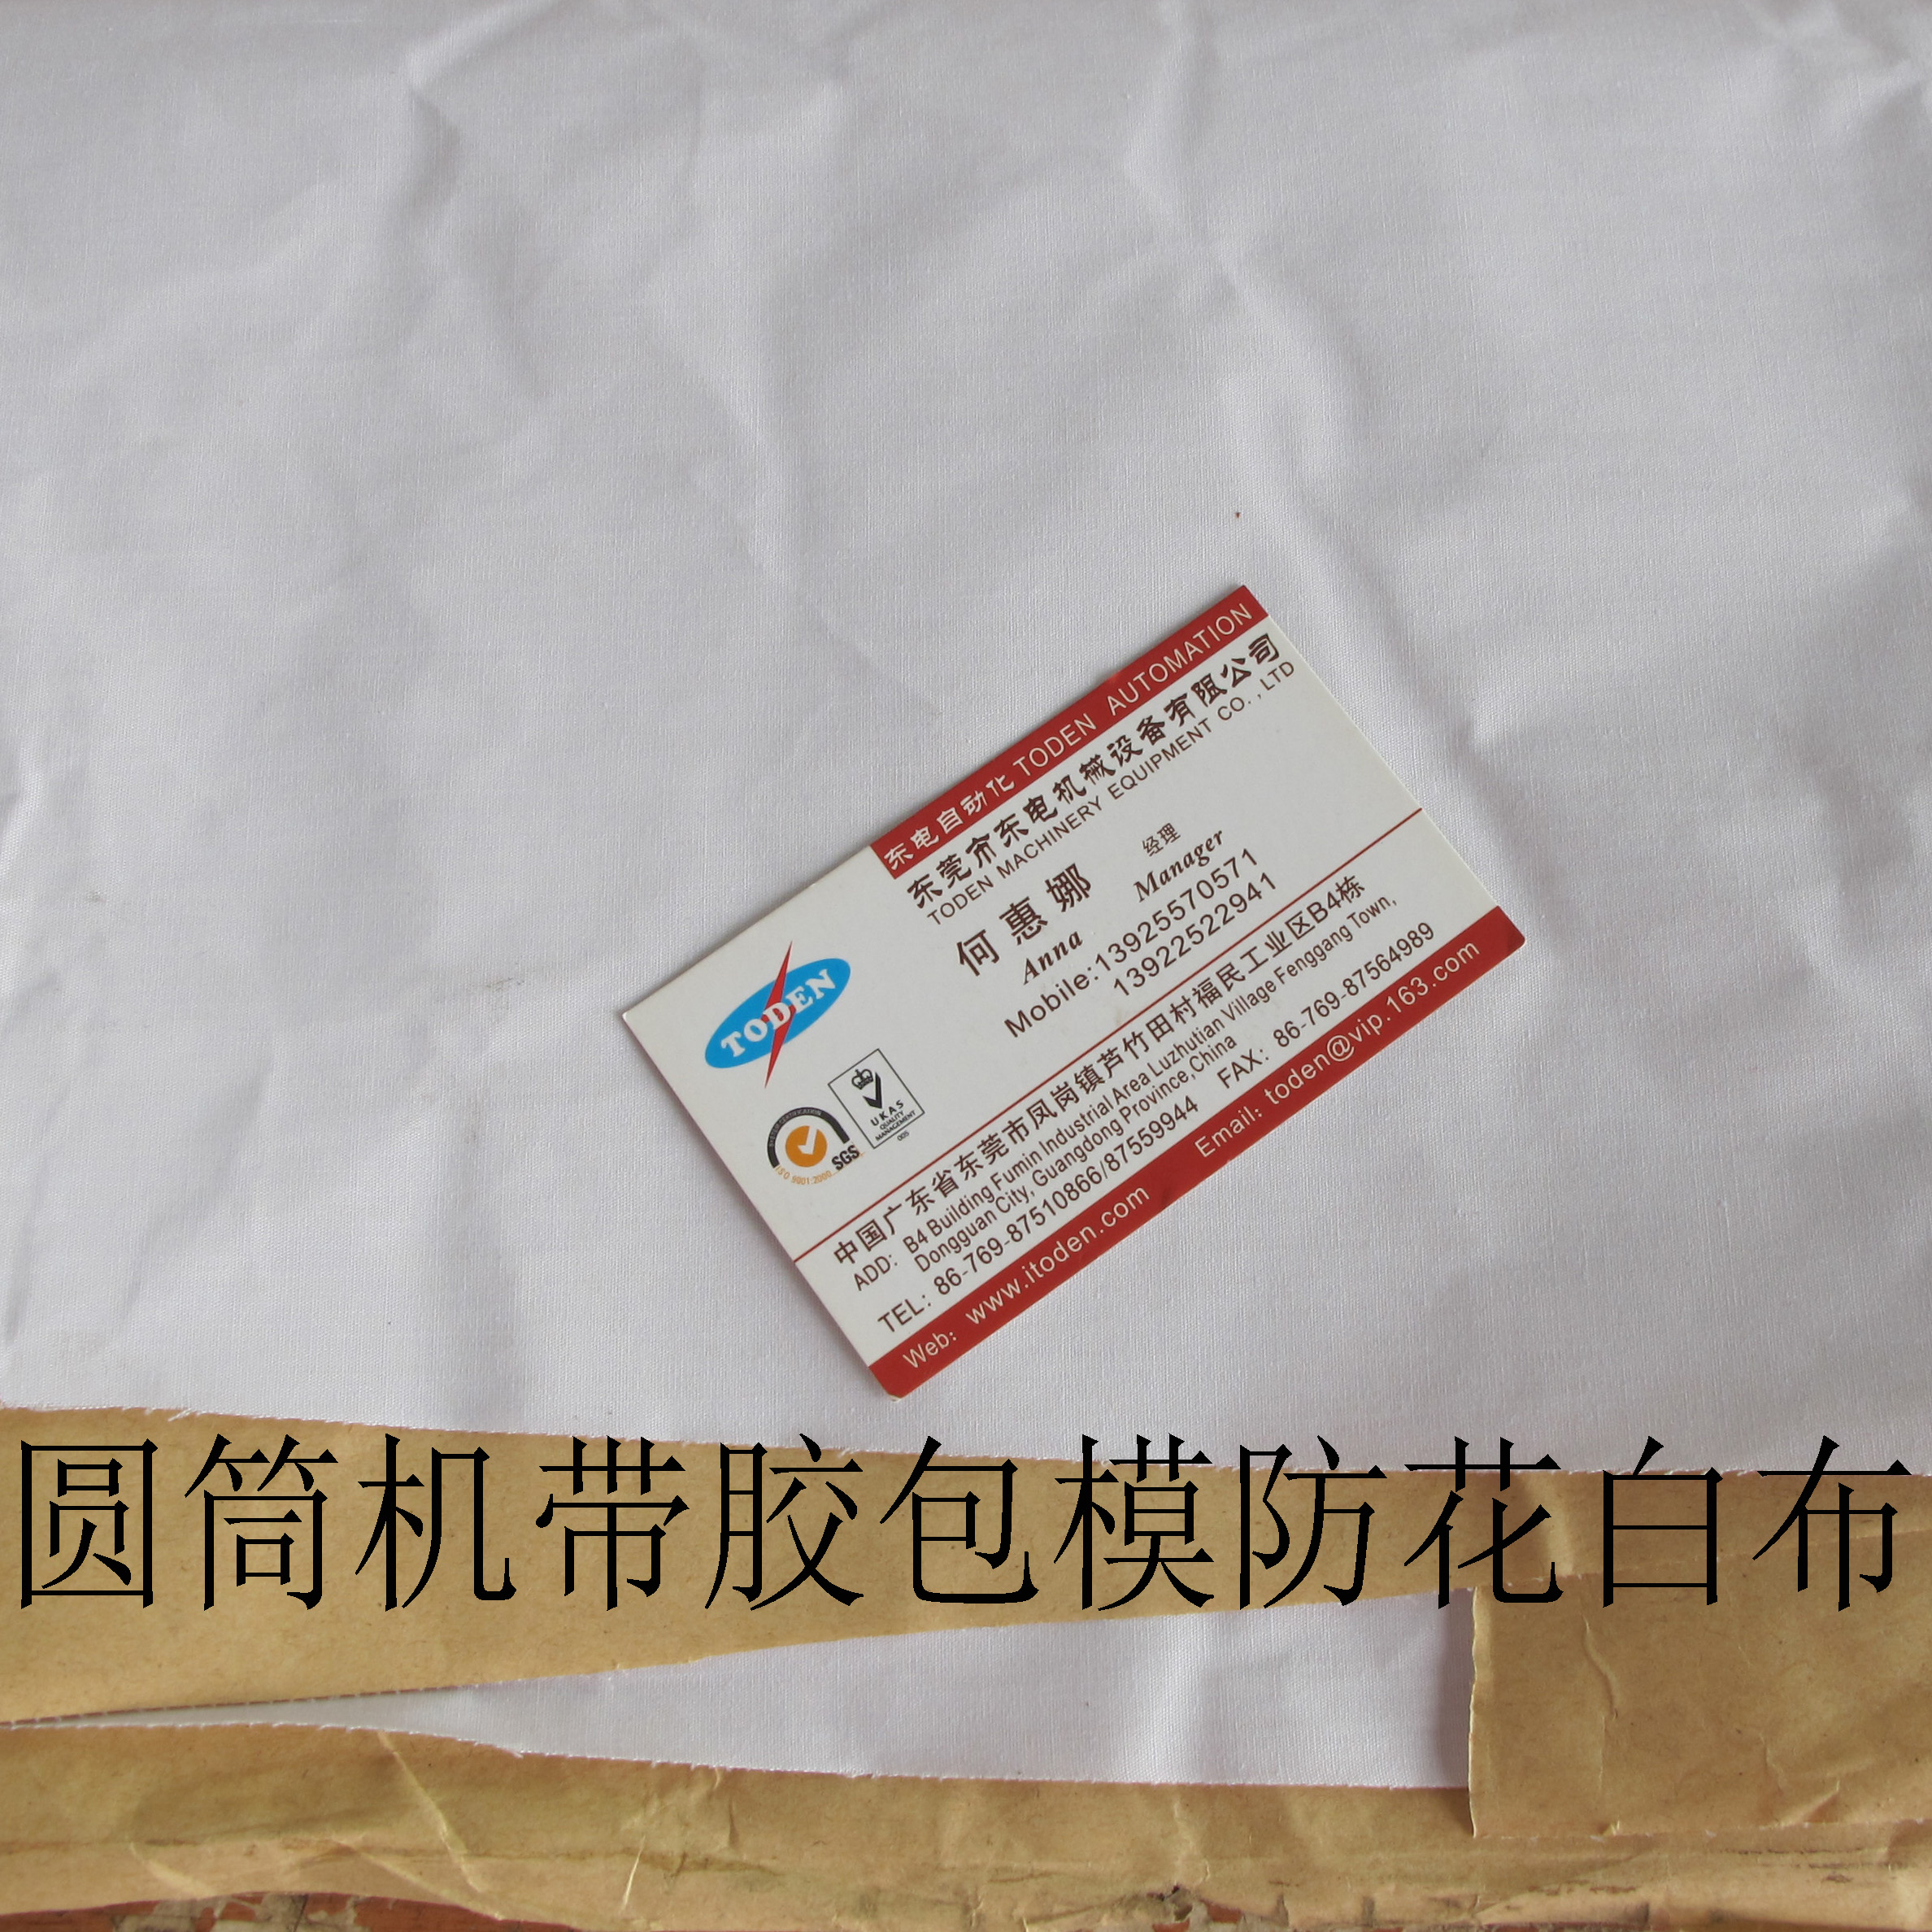 东电自动化 TODEN AUTOMATION
东莞市东电机械设备有限公司
TODEN MACHINERY EQUIPMENT CO.,LTD
何惠娜 经理
Anna Manager
Mobile:13925570571
13922522941
TODEN
UKAS
QUALITY
MANAGEMENT
005
SGS
ISO 9001:2000
中国广东省东莞市凤岗镇芦竹田村福民工业区B4栋
ADD: B4 Building Fumin Industrial Area Luzhutian Village Fenggang Town,
Dongguan City, Guangdong Province,China
TEL: 86-769-87510866/87559944 FAX: 86-769-87564989
Web: www.itoden.com Email: toden@vip.163.com
圆筒机带胶包模防花白布